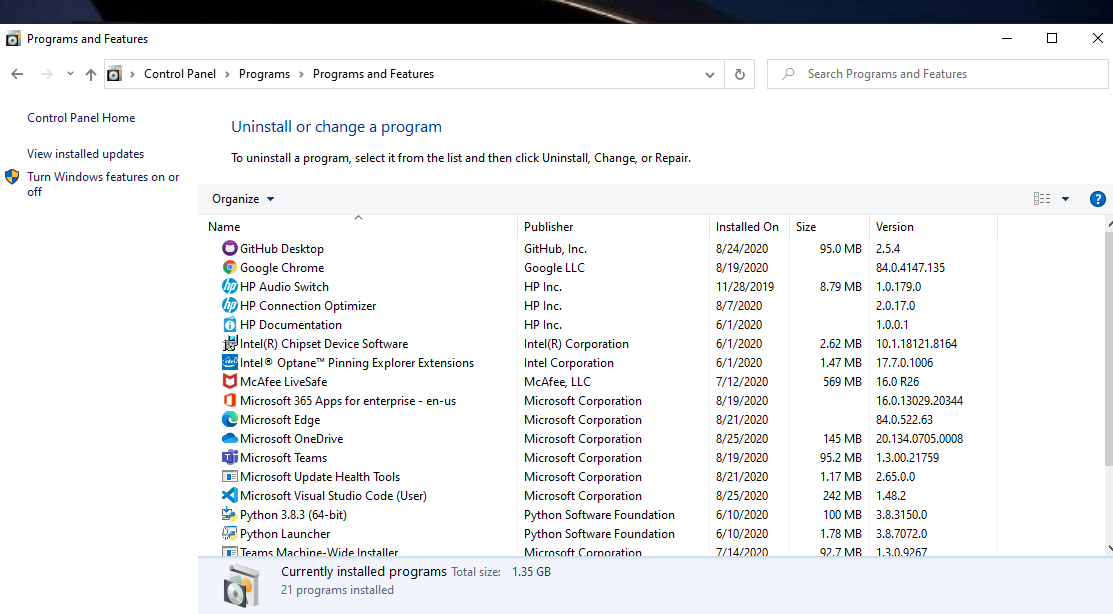 Programs and Features
Control Panel > Programs > Programs and Features
Search Programs and Features
Control Panel Home
View installed updates
Turn Windows features on or
off
Uninstall or change a program
To uninstall a program, select it from the list and then click Uninstall, Change, or Repair.
Organize
?
Name Publisher Installed On Size Version
GitHub Desktop GitHub, Inc. 8/24/2020 95.0 MB 2.5.4
Google Chrome Google LLC 8/19/2020 84.0.4147.135
hp HP Audio Switch HP Inc. 11/28/2019 8.79 MB 1.0.179.0
hp HP Connection Optimizer HP Inc. 8/7/2020 2.0.17.0
HP Documentation HP Inc. 6/1/2020 1.0.0.1
Intel(R) Chipset Device Software Intel(R) Corporation 6/1/2020 2.62 MB 10.1.18121.8164
Intel® Optane™ Pinning Explorer Extensions Intel Corporation 6/1/2020 1.47 MB 17.7.0.1006
McAfee LiveSafe McAfee, LLC 7/12/2020 569 MB 16.0 R26
Microsoft 365 Apps for enterprise - en-us Microsoft Corporation 8/19/2020 16.0.13029.20344
Microsoft Edge Microsoft Corporation 8/21/2020 84.0.522.63
Microsoft OneDrive Microsoft Corporation 8/25/2020 145 MB 20.134.0705.0008
Microsoft Teams Microsoft Corporation 8/19/2020 95.2 MB 1.3.00.21759
Microsoft Update Health Tools Microsoft Corporation 8/21/2020 1.17 MB 2.65.0.0
Microsoft Visual Studio Code (User) Microsoft Corporation 8/25/2020 242 MB 1.48.2
Python 3.8.3 (64-bit) Python Software Foundation 6/10/2020 100 MB 3.8.3150.0
Python Launcher Python Software Foundation 6/10/2020 1.78 MB 3.8.7072.0
Teams Machine-Wide Installer Microsoft Corporation 7/14/2020 92.7 MB 1.3.0.9267
Currently installed programs Total size: 1.35 GB
21 programs installed